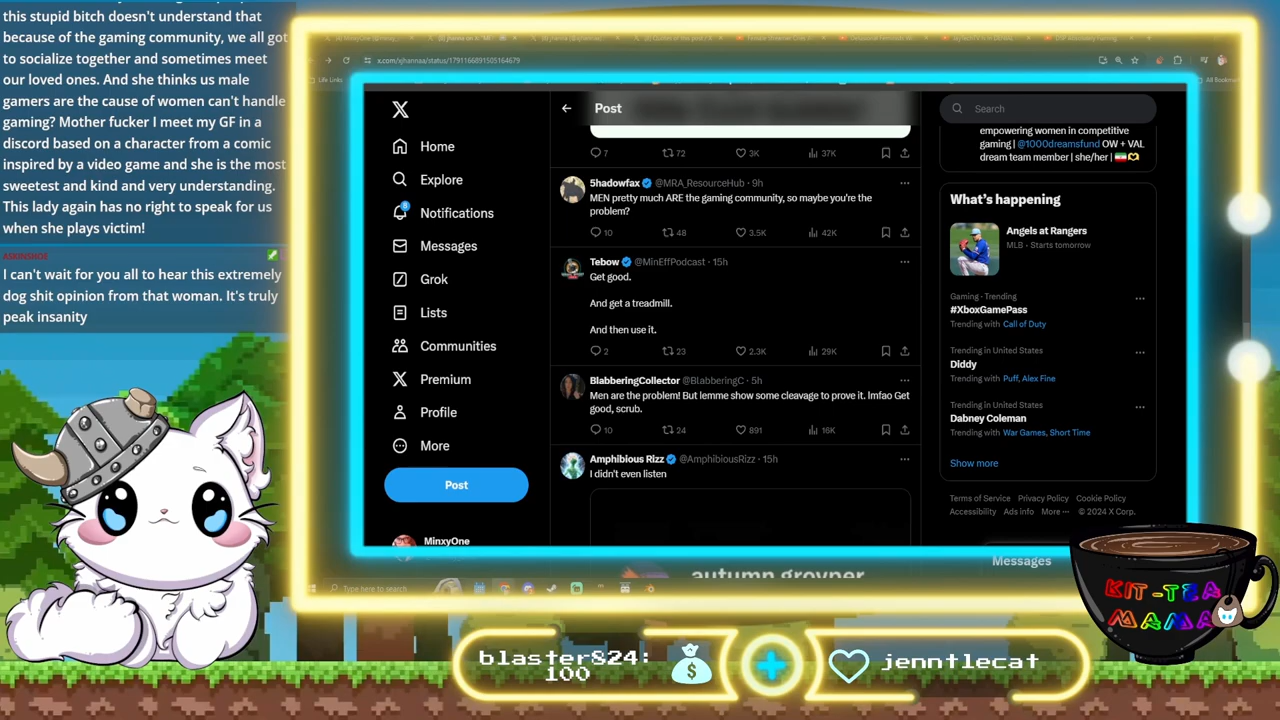 this stupid bitch doesn't understand that
because of the gaming community, we all got
to socialize together and sometimes meet
our loved ones. And she thinks us male
gamers are the cause of women can't handle
gaming? Mother fucker I meet my GF in a
discord based on a character from a comic
inspired by a video game and she is the most
sweetest and kind and very understanding.
This lady again has no right to speak for us
when she plays victim!
ASKINSHOE
I can't wait for you all to hear this extremely
dog shit opinion from that woman. It's truly
peak insanity
x.com/xjhannaa/status/1791166891505164679
Life Links
Home
Explore
8
Notifications
Messages
Grok
Lists
Communities
Premium
Profile
More
Post
MinxyOne
Post
7 72 3K 37K
5hadowfax @MRA_ResourceHub · 9h
MEN pretty much ARE the gaming community, so maybe you're the
problem?
10 48 3.5K 42K
Tebow @MinEffPodcast · 15h
Get good.
And get a treadmill.
And then use it.
2 23 2.3K 29K
BlabberingCollector @BlabberingC · 5h
Men are the problem! But lemme show some cleavage to prove it. lmfao Get
good, scrub.
10 24 891 16K
Amphibious Rizz @AmphibiousRizz · 15h
I didn't even listen
Search
empowering women in competitive
gaming | @1000dreamsfund OW + VAL
dream team member | she/her |
What's happening
Angels at Rangers
MLB · Starts tomorrow
Gaming · Trending
#XboxGamePass
Trending with Call of Duty
Trending in United States
Diddy
Trending with Puff, Alex Fine
Trending in United States
Dabney Coleman
Trending with War Games, Short Time
Show more
Terms of Service Privacy Policy Cookie Policy
Accessibility Ads info More ··· © 2024 X Corp.
Messages
Type here to search
KIT-TEA
MAMA
blaster824:
100
$
jenntlecat